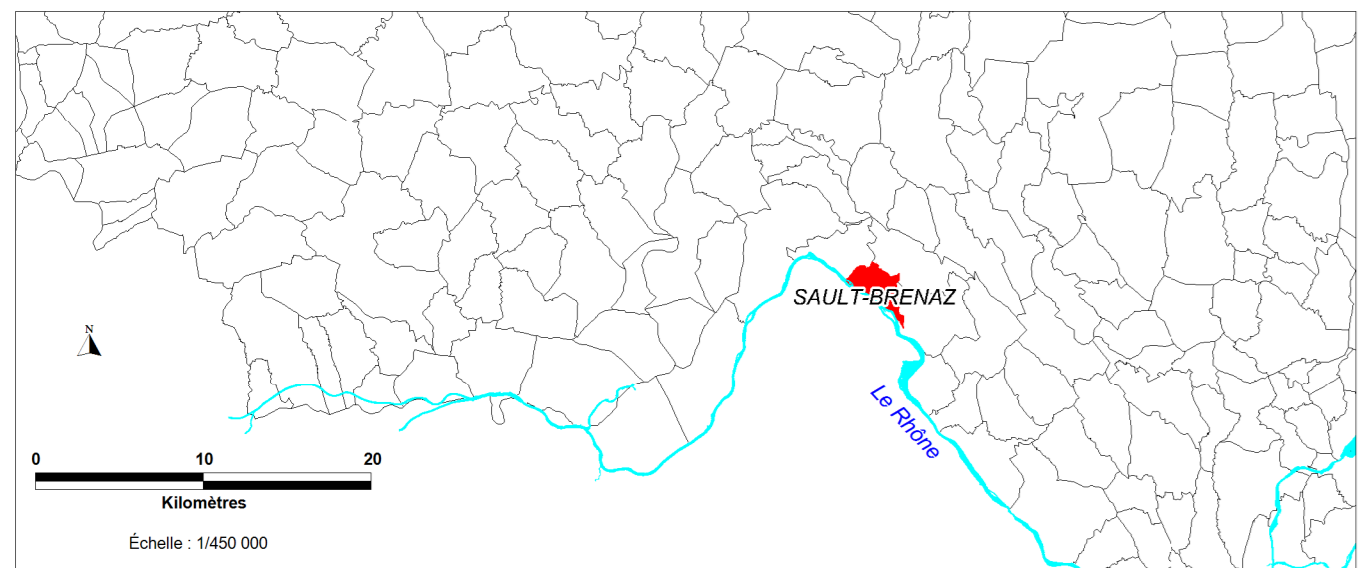 SAULT-BRENAZ
N
Le Rhône
0 10 20
Kilomètres
Échelle : 1/450 000